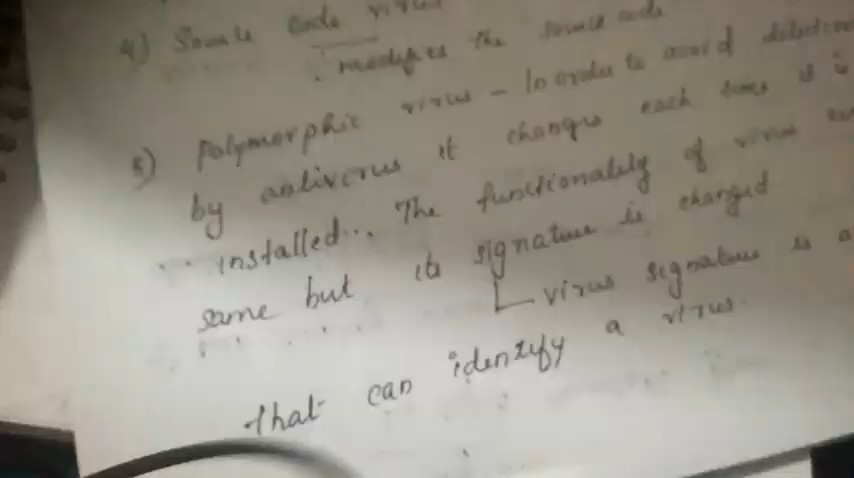 4) Source code virus
. modifies the source code
5) Polymorphic virus - In order to avoid
by antivirus it changes each time it is
installed... The functionality of virus
same but its signature is changed
virus signature is a
that can identify a virus.